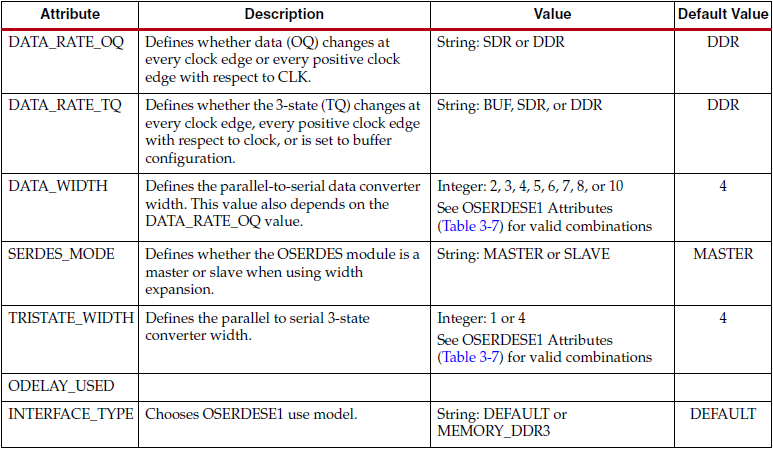 Attribute Description Value Default Value
DATA_RATE_OQ Defines whether data (OQ) changes at String: SDR or DDR DDR
every clock edge or every positive clock
edge with respect to CLK.
DATA_RATE_TQ Defines whether the 3-state (TQ) changes at String: BUF, SDR, or DDR DDR
every clock edge, every positive clock edge
with respect to clock, or is set to buffer
configuration.
DATA_WIDTH Defines the parallel-to-serial data converter Integer: 2, 3, 4, 5, 6, 7, 8, or 10 4
width. This value also depends on the See OSERDESE1 Attributes
DATA_RATE_OQ value. (Table 3-7) for valid combinations
SERDES_MODE Defines whether the OSERDES module is a String: MASTER or SLAVE MASTER
master or slave when using width
expansion.
TRISTATE_WIDTH Defines the parallel to serial 3-state Integer: 1 or 4 4
converter width. See OSERDESE1 Attributes
(Table 3-7) for valid combinations
ODELAY_USED
INTERFACE_TYPE Chooses OSERDESE1 use model. String: DEFAULT or DEFAULT
MEMORY_DDR3